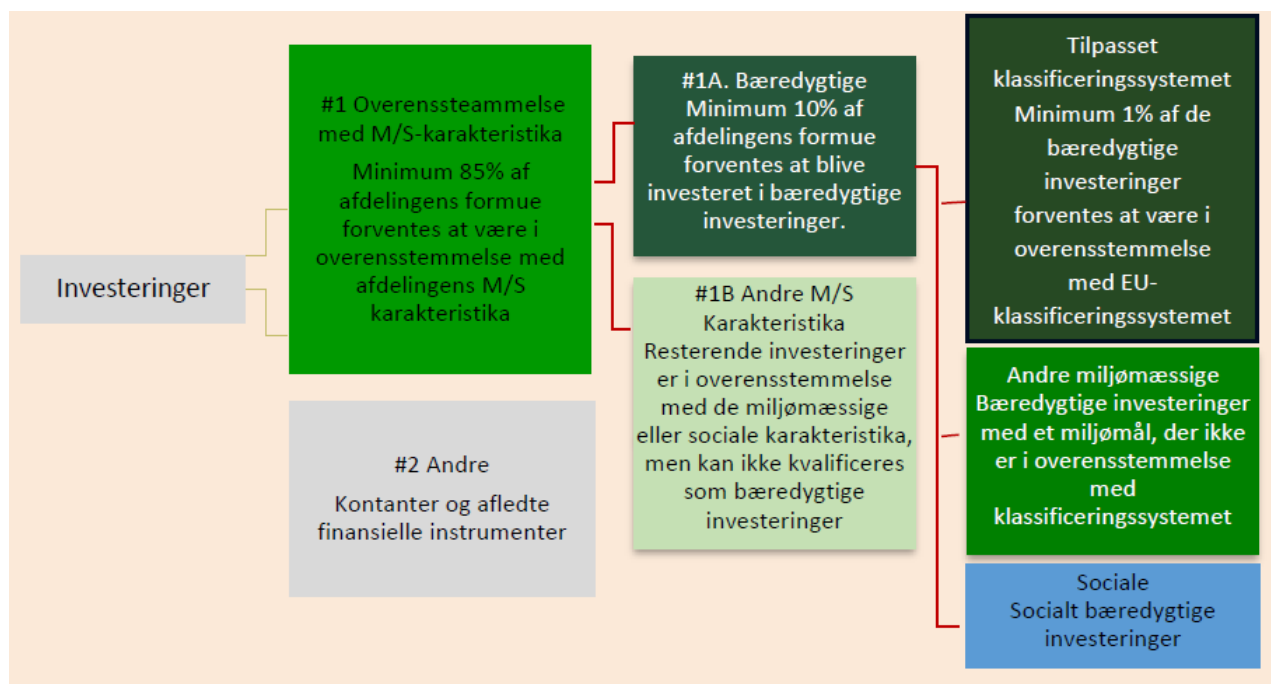 Investeringer
#1 Overenssteammelse
med M/S-karakteristika
Minimum 85% af
afdelingens formue
forventes at være i
overensstemmelse med
afdelingens M/S
karakteristika
#2 Andre
Kontanter og afledte
finansielle instrumenter
#1A. Bæredygtige
Minimum 10% af
afdelingens formue
forventes at blive
investeret i bæredygtige
investeringer.
#1B Andre M/S
Karakteristika
Resterende investeringer
er i overensstemmelse
med de miljømæssige
eller sociale karakteristika,
men kan ikke kvalificeres
som bæredygtige
investeringer
Tilpasset
klassificeringssystemet
Minimum 1% af de
bæredygtige
investeringer
forventes at være i
overensstemmelse
med EU-
klassificeringssystemet
Andre miljømæssige
Bæredygtige investeringer
med et miljømål, der ikke
er i overensstemmelse
med
klassificeringssystemet
Sociale
Socialt bæredygtige
investeringer